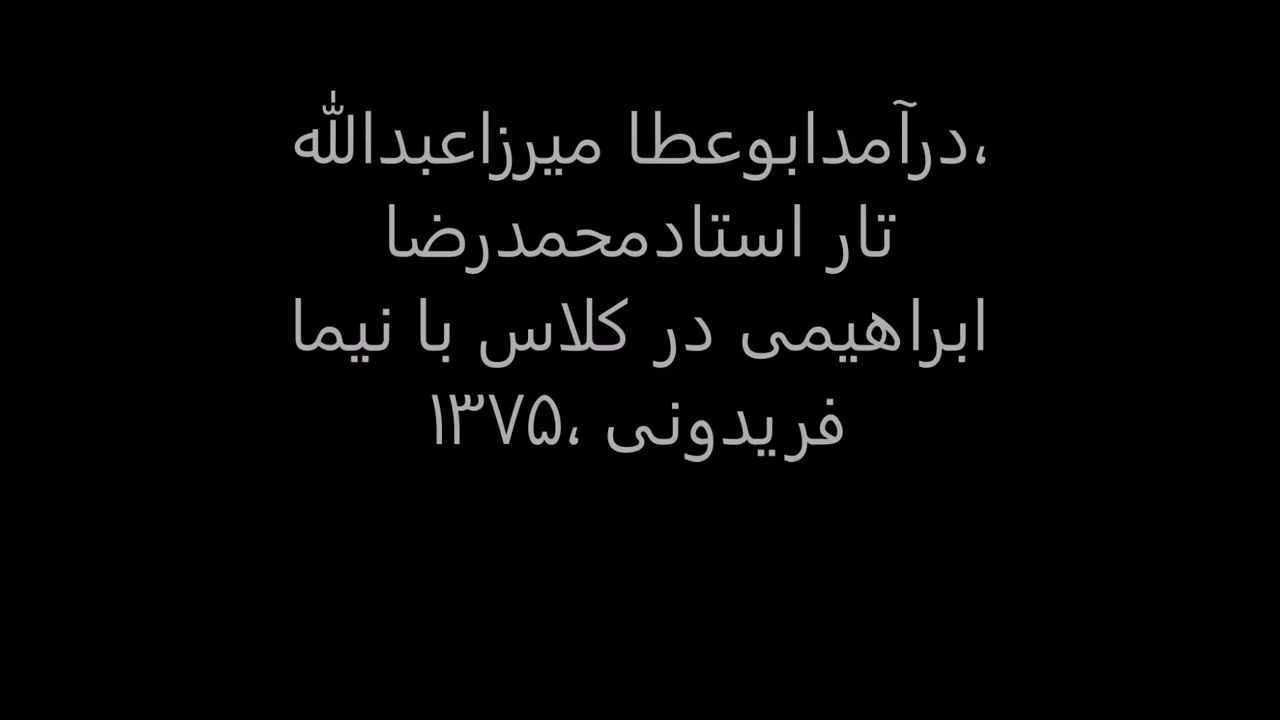 ،درآمدابوعطا میرزاعبدالله
تار استادمحمدرضا
ابراهیمی در کلاس با نیما
فریدونی ،۱۳۷۵